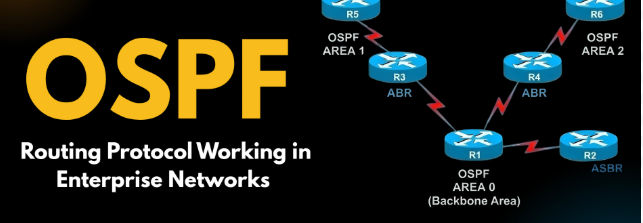 OSPF
Routing Protocol Working in
Enterprise Networks
R5
R6
OSPF
AREA 1
OSPF
AREA 2
R3
R4
ABR
ABR
R1
R2
ASBR
OSPF
AREA 0
(Backbone Area)